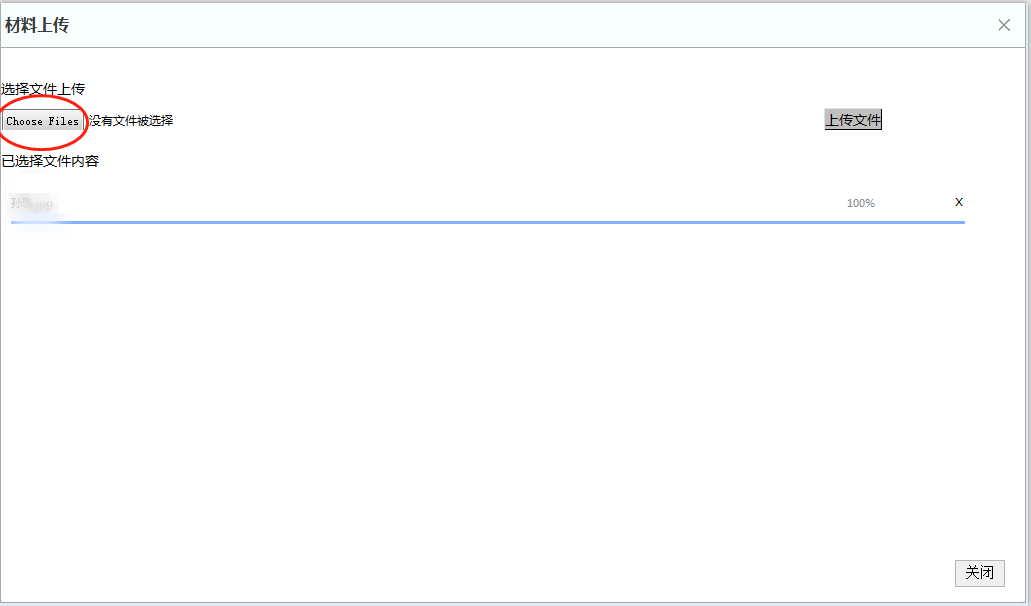 材料上传
选择文件上传
Choose Files 没有文件被选择 上传文件
已选择文件内容
100% X
关闭